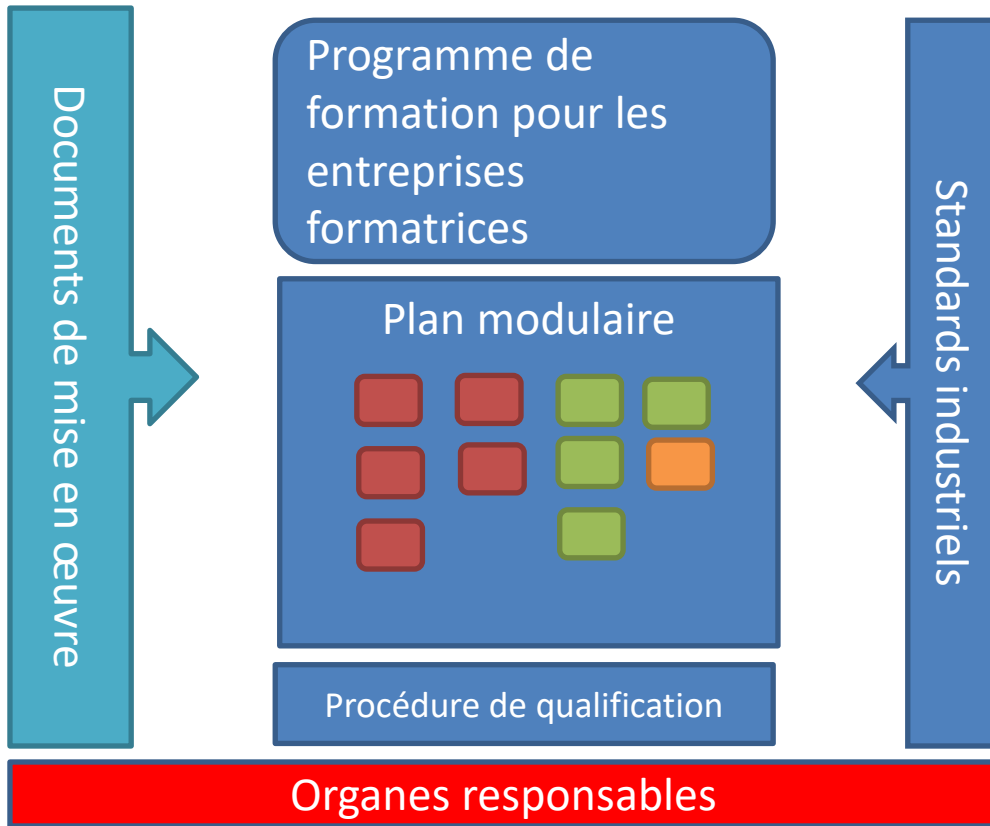 Documents de mise en œuvre
Programme de
formation pour les
entreprises
formatrices
Plan modulaire
Procédure de qualification
Standards industriels
Organes responsables